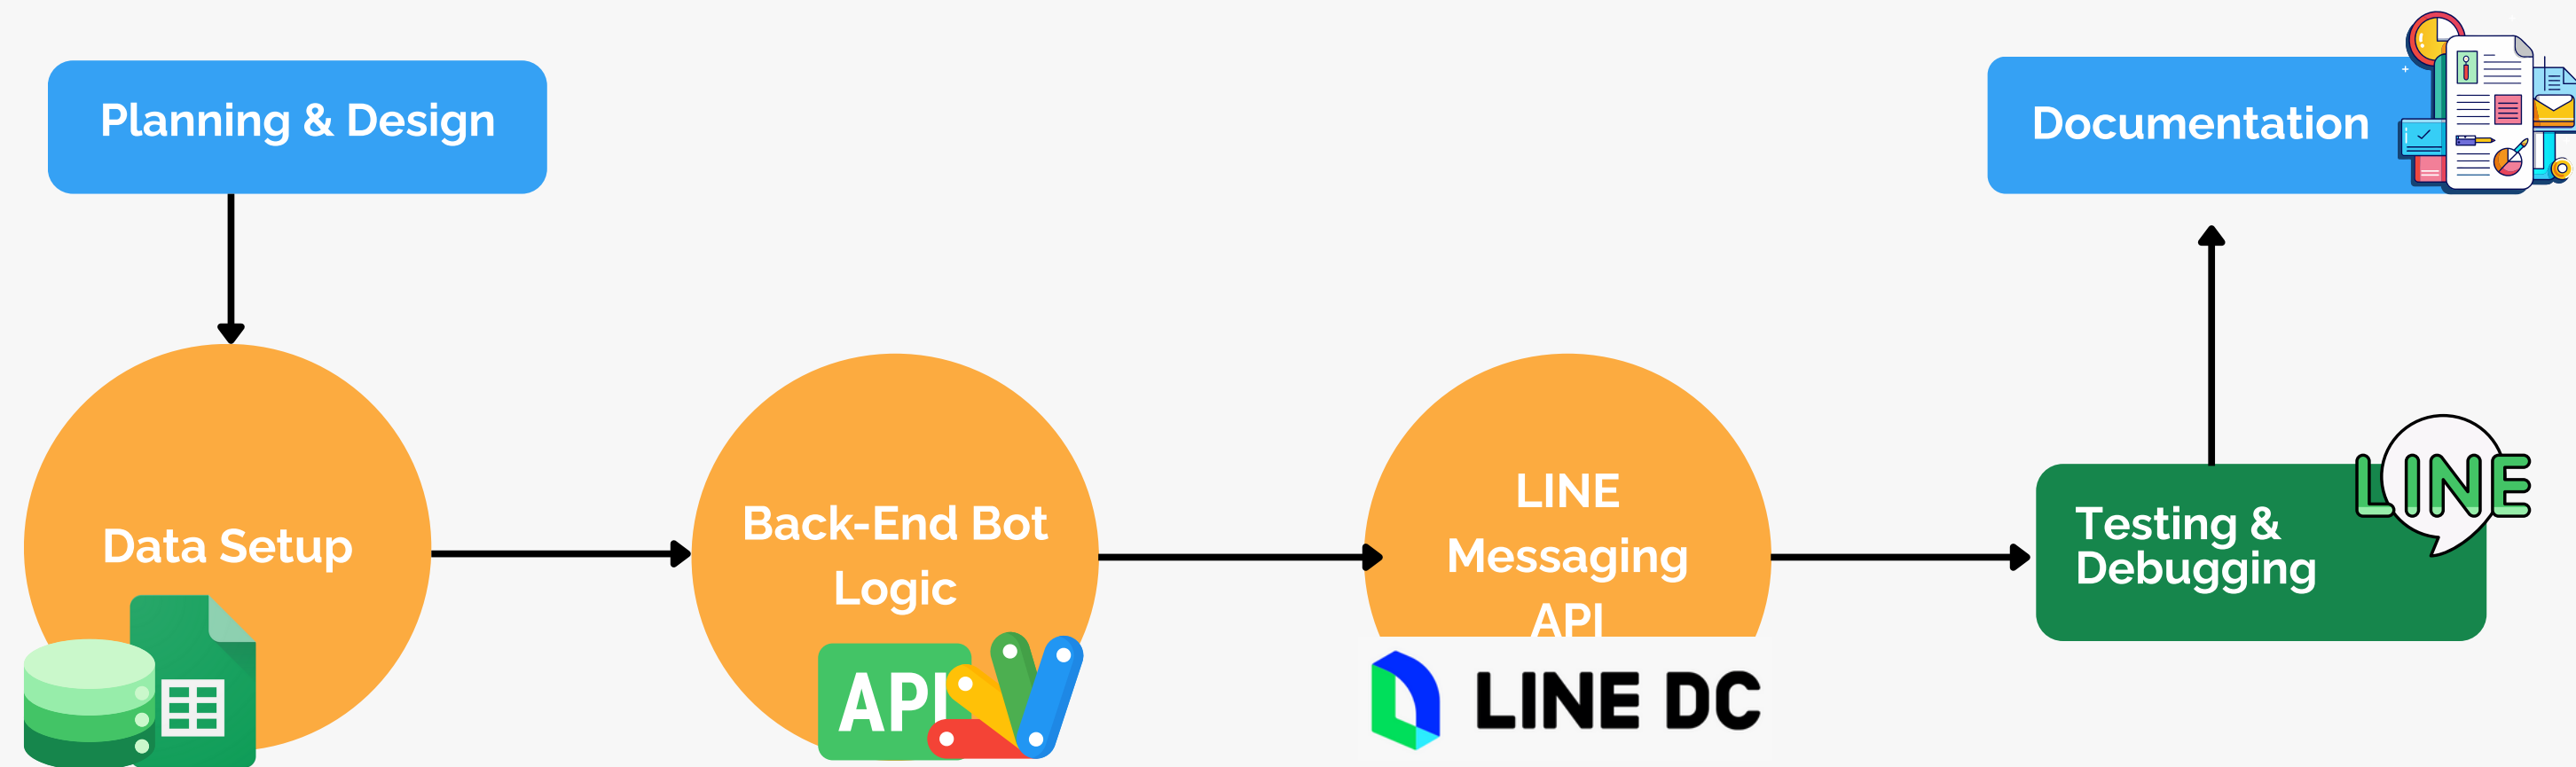 Planning & Design
Documentation
Data Setup
Back-End Bot
Logic
API
LINE
Messaging
API
LINE DC
Testing &
Debugging
LINE